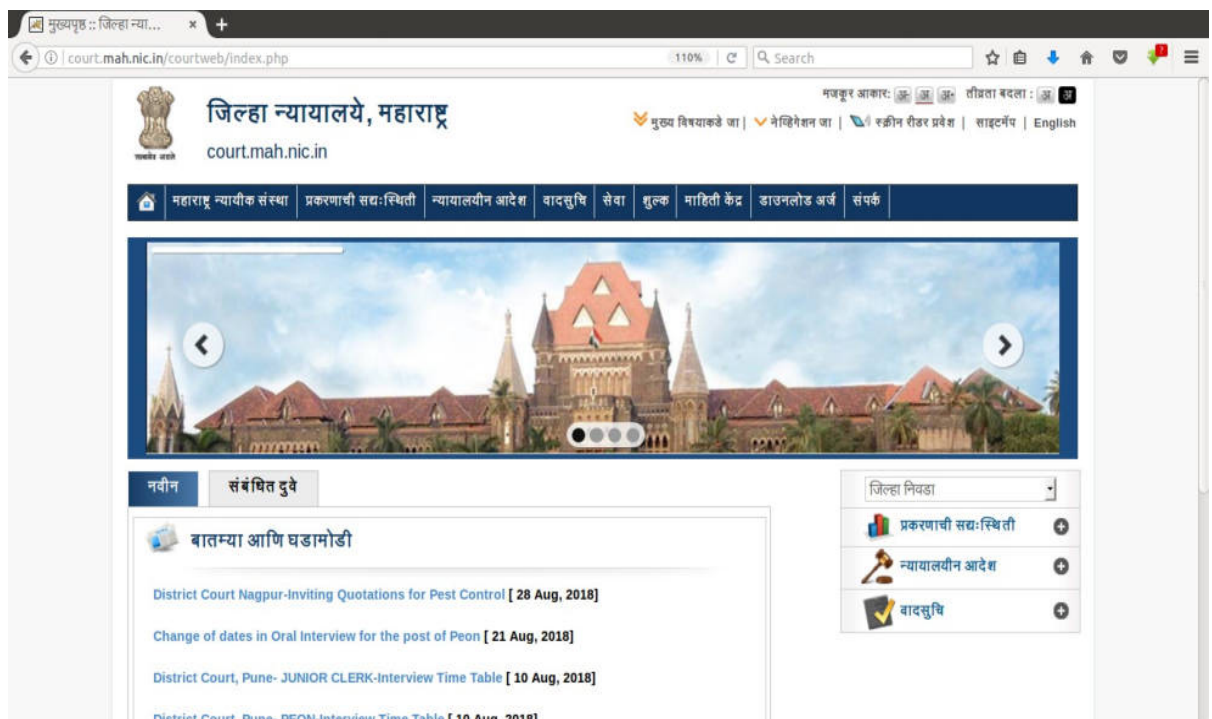 मुख्यपृष्ठ :: जिल्हा न्या...
court.mah.nic.in/courtweb/index.php
110%
Search
मजकूर आकार: अ- अ अ+ तीव्रता बदला : अ अ
जिल्हा न्यायालये, महाराष्ट्र
मुख्य विषयाकडे जा | नेव्हिगेशन जा | स्क्रीन रीडर प्रवेश | साइटमॅप | English
court.mah.nic.in
सत्यमेव जयते
महाराष्ट्र न्यायीक संस्था प्रकरणाची सद्यःस्थिती न्यायालयीन आदेश वादसुचि सेवा शुल्क माहिती केंद्र डाउनलोड अर्ज संपर्क
नवीन संबंधित दुवे
बातम्या आणि घडामोडी
District Court Nagpur-Inviting Quotations for Pest Control [ 28 Aug, 2018]
Change of dates in Oral Interview for the post of Peon [ 21 Aug, 2018]
District Court, Pune- JUNIOR CLERK-Interview Time Table [ 10 Aug, 2018]
District Court, Pune- PEON-Interview Time Table [ 10 Aug, 2018]
जिल्हा निवडा
प्रकरणाची सद्यःस्थिती
न्यायालयीन आदेश
वादसुचि